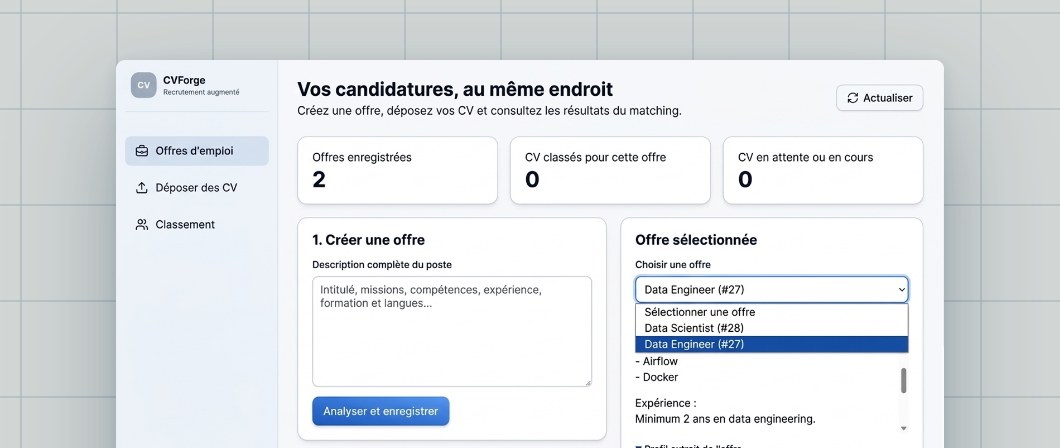 CV
CVForge
Recrutement augmenté
Offres d'emploi
Déposer des CV
Classement
Vos candidatures, au même endroit
Créez une offre, déposez vos CV et consultez les résultats du matching.
Actualiser
Offres enregistrées
2
CV classés pour cette offre
0
CV en attente ou en cours
0
1. Créer une offre
Description complète du poste
Intitulé, missions, compétences, expérience,
formation et langues...
Analyser et enregistrer
Offre sélectionnée
Choisir une offre
Data Engineer (#27)
Sélectionner une offre
Data Scientist (#28)
Data Engineer (#27)
- Airflow
- Docker
Expérience :
Minimum 2 ans en data engineering.